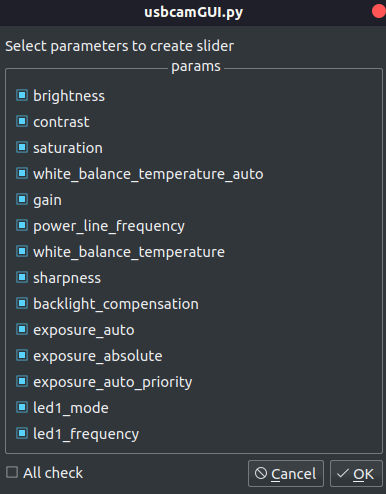 usbcamGUI.py
Select parameters to create slider
params
brightness
contrast
saturation
white_balance_temperature_auto
gain
power_line_frequency
white_balance_temperature
sharpness
backlight_compensation
exposure_auto
exposure_absolute
exposure_auto_priority
led1_mode
led1_frequency
All check Cancel OK